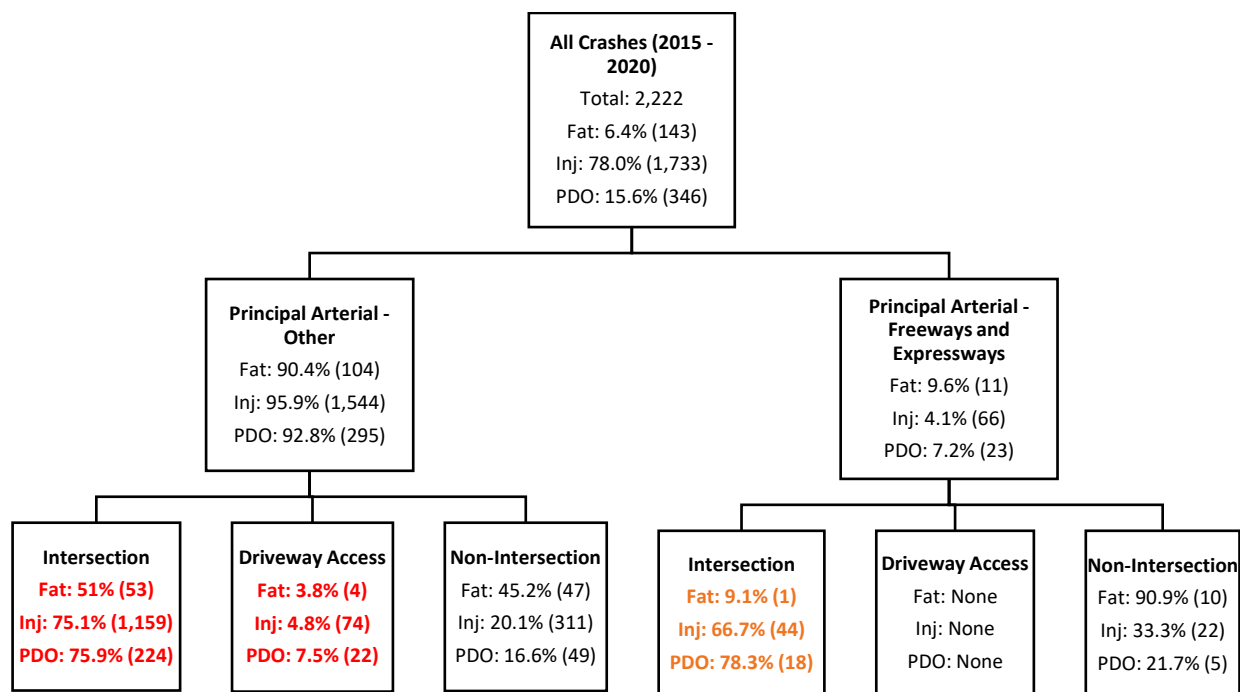 All Crashes (2015 -
2020)
Total: 2,222
Fat: 6.4% (143)
Inj: 78.0% (1,733)
PDO: 15.6% (346)
Principal Arterial -
Other
Fat: 90.4% (104)
Inj: 95.9% (1,544)
PDO: 92.8% (295)
Principal Arterial -
Freeways and
Expressways
Fat: 9.6% (11)
Inj: 4.1% (66)
PDO: 7.2% (23)
Intersection
Fat: 51% (53)
Inj: 75.1% (1,159)
PDO: 75.9% (224)
Driveway Access
Fat: 3.8% (4)
Inj: 4.8% (74)
PDO: 7.5% (22)
Non-Intersection
Fat: 45.2% (47)
Inj: 20.1% (311)
PDO: 16.6% (49)
Intersection
Fat: 9.1% (1)
Inj: 66.7% (44)
PDO: 78.3% (18)
Driveway Access
Fat: None
Inj: None
PDO: None
Non-Intersection
Fat: 90.9% (10)
Inj: 33.3% (22)
PDO: 21.7% (5)